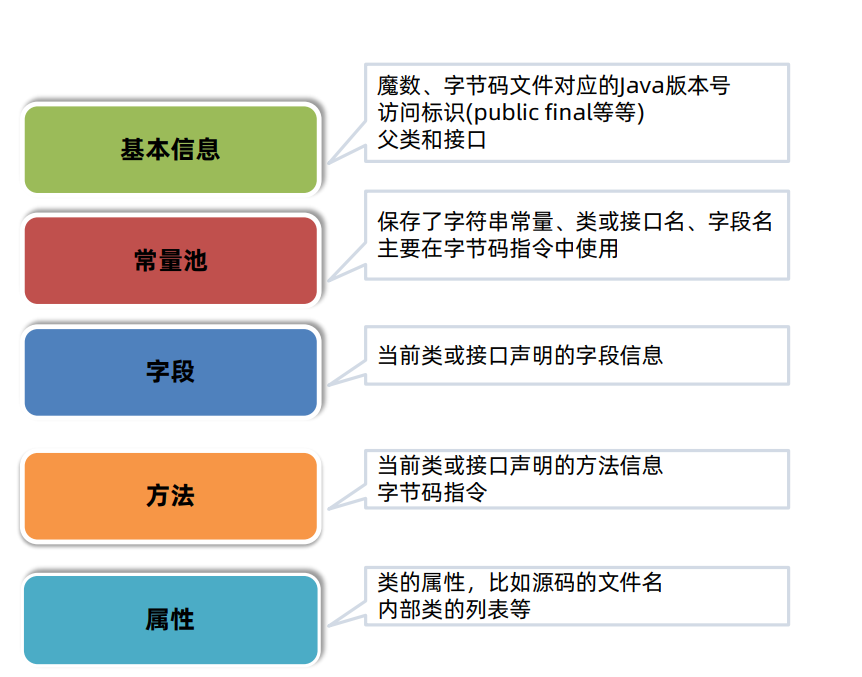 魔数、字节码文件对应的Java版本号
访问标识(public final等等)
父类和接口
基本信息
保存了字符串常量、类或接口名、字段名
主要在字节码指令中使用
常量池
当前类或接口声明的字段信息
字段
当前类或接口声明的方法信息
字节码指令
方法
类的属性，比如源码的文件名
内部类的列表等
属性